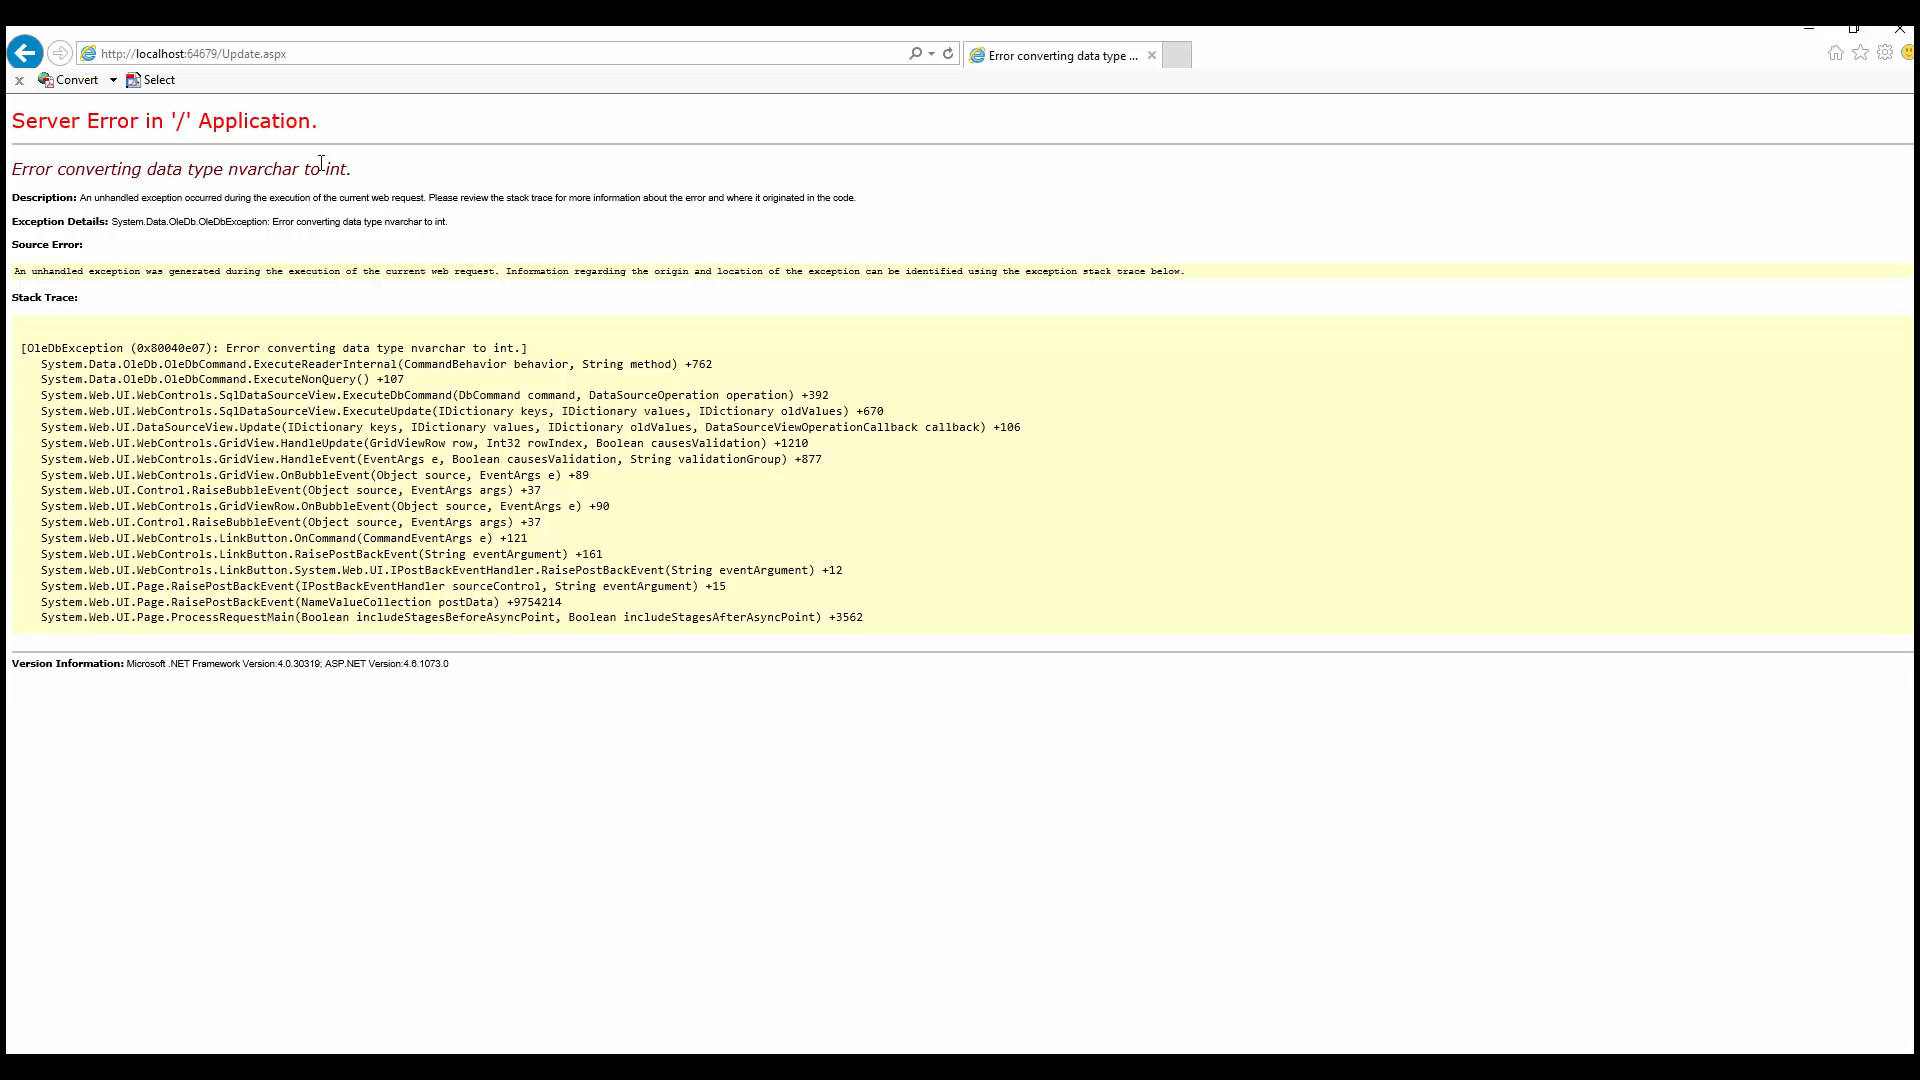 http://localhost:64679/Update.aspx
Error converting data type ...
Convert
Select
Server Error in '/' Application.
Error converting data type nvarchar to int.
Description: An unhandled exception occurred during the execution of the current web request. Please review the stack trace for more information about the error and where it originated in the code.
Exception Details: System.Data.OleDb.OleDbException: Error converting data type nvarchar to int.
Source Error:
An unhandled exception was generated during the execution of the current web request. Information regarding the origin and location of the exception can be identified using the exception stack trace below.
Stack Trace:
[OleDbException (0x80040e07): Error converting data type nvarchar to int.]
System.Data.OleDb.OleDbCommand.ExecuteReaderInternal(CommandBehavior behavior, String method) +762
System.Data.OleDb.OleDbCommand.ExecuteNonQuery() +107
System.Web.UI.WebControls.SqlDataSourceView.ExecuteDbCommand(DbCommand command, DataSourceOperation operation) +392
System.Web.UI.WebControls.SqlDataSourceView.ExecuteUpdate(IDictionary keys, IDictionary values, IDictionary oldValues) +670
System.Web.UI.DataSourceView.Update(IDictionary keys, IDictionary values, IDictionary oldValues, DataSourceViewOperationCallback callback) +106
System.Web.UI.WebControls.GridView.HandleUpdate(GridViewRow row, Int32 rowIndex, Boolean causesValidation) +1210
System.Web.UI.WebControls.GridView.HandleEvent(EventArgs e, Boolean causesValidation, String validationGroup) +877
System.Web.UI.WebControls.GridView.OnBubbleEvent(Object source, EventArgs e) +89
System.Web.UI.Control.RaiseBubbleEvent(Object source, EventArgs args) +37
System.Web.UI.WebControls.GridViewRow.OnBubbleEvent(Object source, EventArgs e) +90
System.Web.UI.Control.RaiseBubbleEvent(Object source, EventArgs args) +37
System.Web.UI.WebControls.LinkButton.OnCommand(CommandEventArgs e) +121
System.Web.UI.WebControls.LinkButton.RaisePostBackEvent(String eventArgument) +161
System.Web.UI.WebControls.LinkButton.System.Web.UI.IPostBackEventHandler.RaisePostBackEvent(String eventArgument) +12
System.Web.UI.Page.RaisePostBackEvent(IPostBackEventHandler sourceControl, String eventArgument) +15
System.Web.UI.Page.RaisePostBackEvent(NameValueCollection postData) +9754214
System.Web.UI.Page.ProcessRequestMain(Boolean includeStagesBeforeAsyncPoint, Boolean includeStagesAfterAsyncPoint) +3562
Version Information: Microsoft .NET Framework Version:4.0.30319; ASP.NET Version:4.6.1073.0